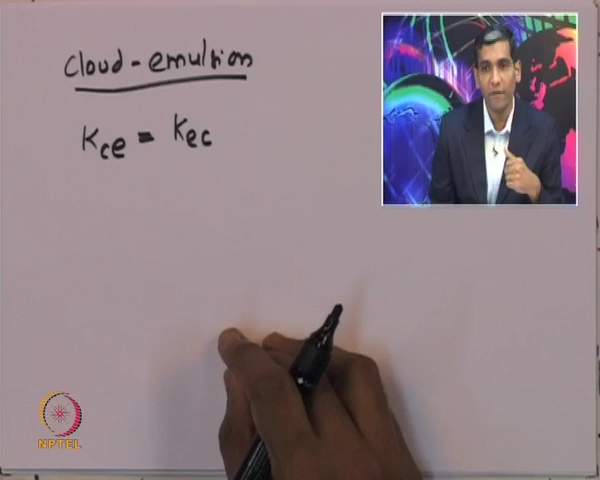 Cloud - emulsion
Kce = Kec
NPTEL